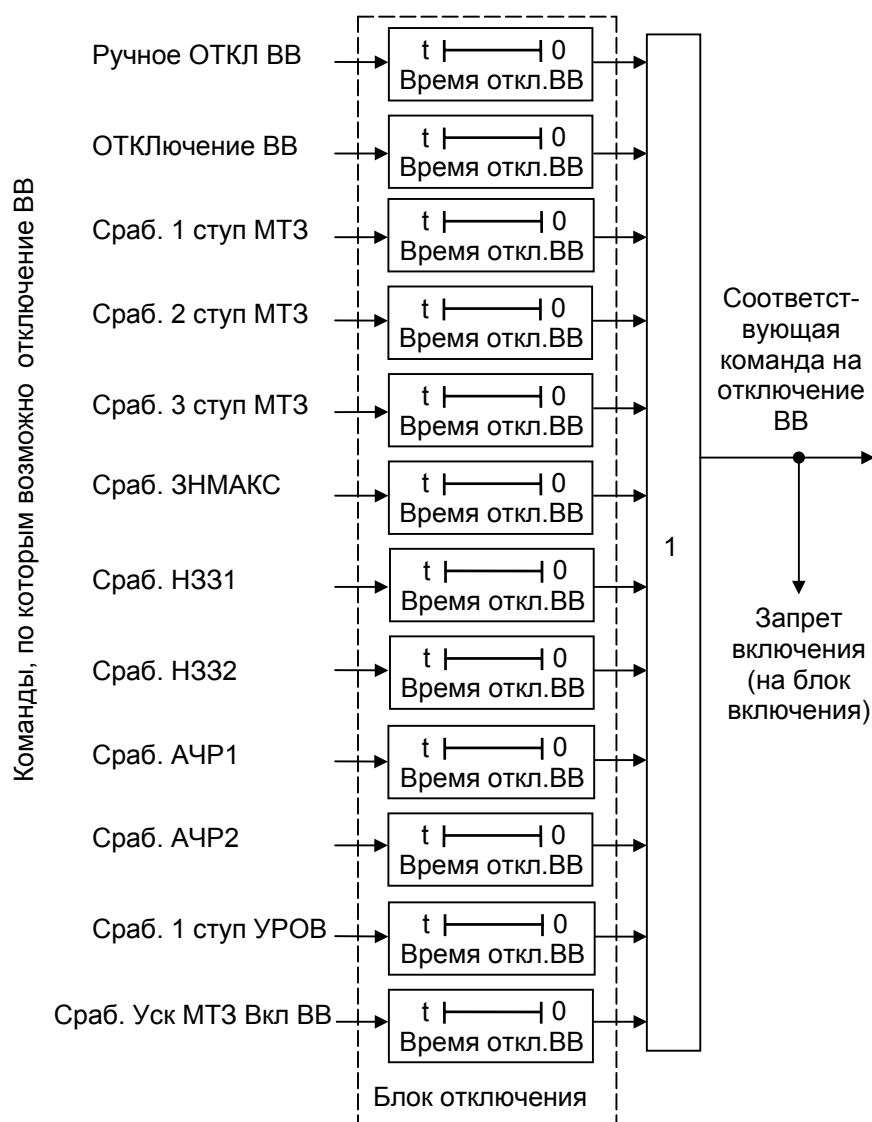 Команды, по которым возможно отключение ВВ
Ручное ОТКЛ ВВ
t 0
Время откл.ВВ
ОТКЛючение ВВ
t 0
Время откл.ВВ
Сраб. 1 ступ МТЗ
t 0
Время откл.ВВ
Сраб. 2 ступ МТЗ
t 0
Время откл.ВВ
Сраб. 3 ступ МТЗ
t 0
Время откл.ВВ
Сраб. ЗНМАКС
t 0
Время откл.ВВ
Сраб. НЗЗ1
t 0
Время откл.ВВ
Сраб. НЗЗ2
t 0
Время откл.ВВ
Сраб. АЧР1
t 0
Время откл.ВВ
Сраб. АЧР2
t 0
Время откл.ВВ
Сраб. 1 ступ УРОВ
t 0
Время откл.ВВ
Сраб. Уск МТЗ Вкл ВВ
t 0
Время откл.ВВ
Блок отключения
1
Соответст-
вующая
команда на
отключение
ВВ
Запрет
включения
(на блок
включения)